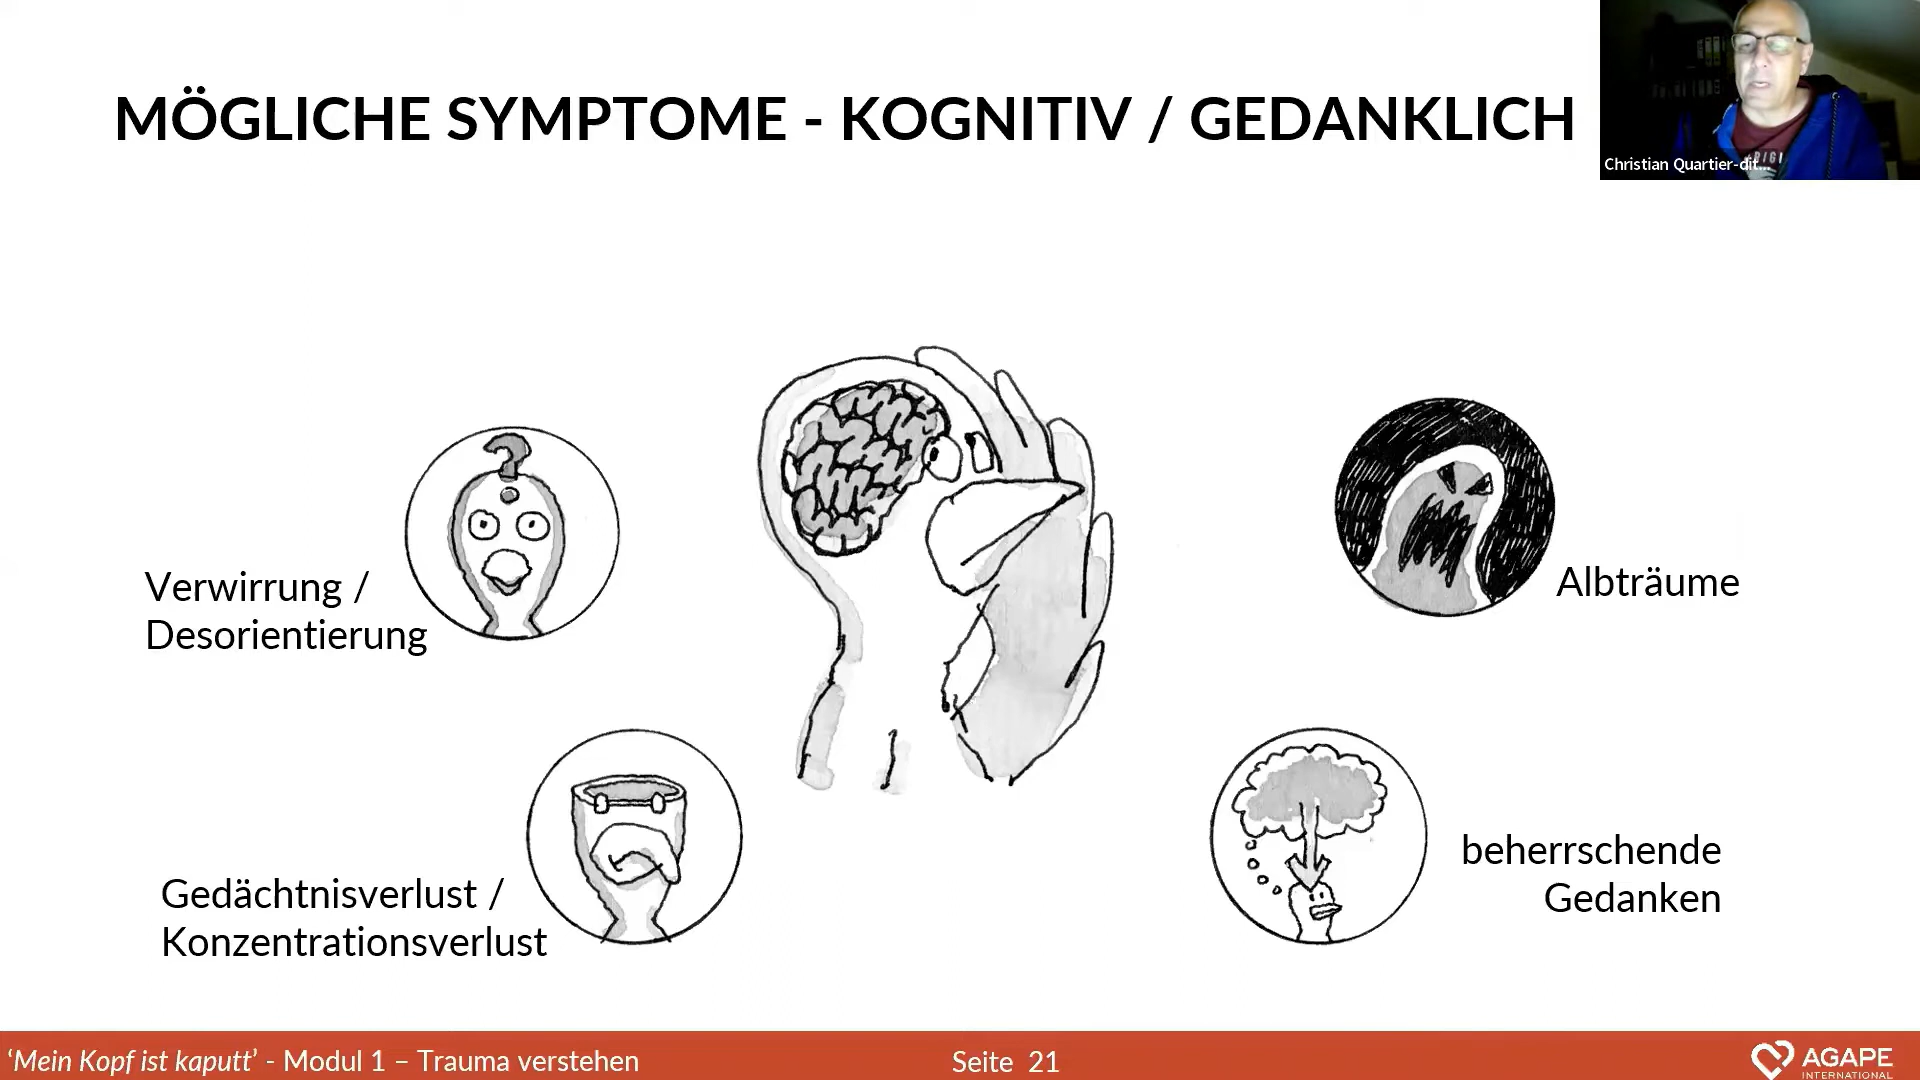 MÖGLICHE SYMPTOME - KOGNITIV / GEDANKLICH
Christian Quartier-dit...
Verwirrung /
Desorientierung
Albträume
Gedächtnisverlust /
Konzentrationsverlust
beherrschende
Gedanken
‘Mein Kopf ist kaputt’ - Modul 1 – Trauma verstehen
Seite 21
AGAPE
INTERNATIONAL